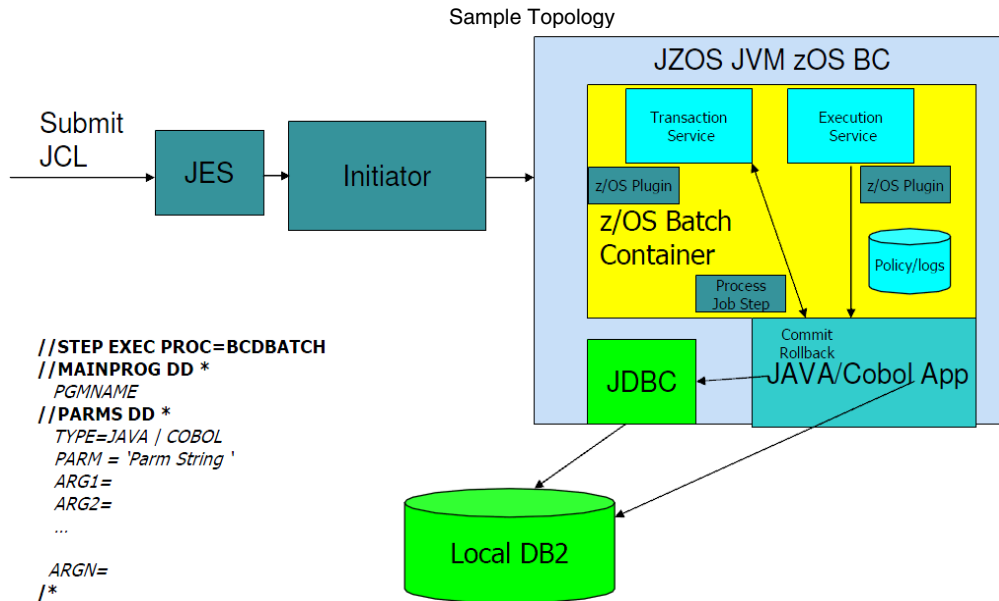 Sample Topology
JZOS JVM zOS BC
Submit
JCL
JES
Initiator
Transaction
Service
Execution
Service
z/OS Plugin
z/OS Plugin
z/OS Batch
Container
Policy/logs
Process
Job Step
Commit
Rollback
JAVA/Cobol App
JDBC
Local DB2
//STEP EXEC PROC=BCDBATCH
//MAINPROG DD *
PGMNAME
//PARMS DD *
TYPE=JAVA | COBOL
PARM = 'Parm String '
ARG1=
ARG2=
...
ARGN=
/*